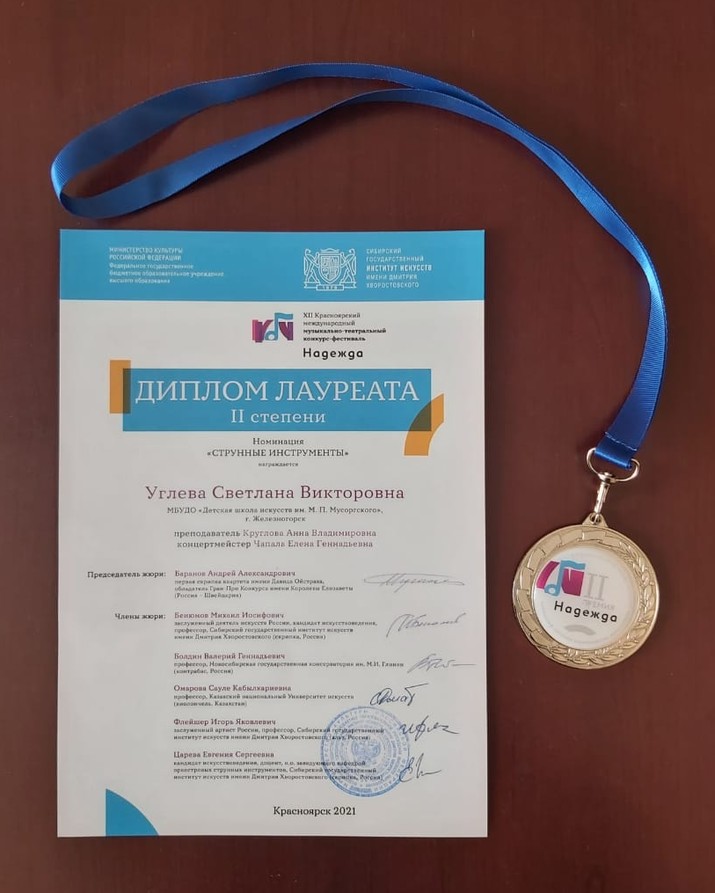 МИНИСТЕРСТВО КУЛЬТУРЫ
РОССИЙСКОЙ ФЕДЕРАЦИИ
Федеральное государственное
бюджетное образовательное учреждение
высшего образования
СИБИРСКИЙ
ГОСУДАРСТВЕННЫЙ
ИНСТИТУТ ИСКУССТВ
ИМЕНИ ДМИТРИЯ
ХВОРОСТОВСКОГО
1978
XII Красноярский
международный
музыкально-театральный
конкурс-фестиваль
Надежда
ДИПЛОМ ЛАУРЕАТА
II степени
Номинация
«СТРУННЫЕ ИНСТРУМЕНТЫ»
награждается
Углева Светлана Викторовна
МБУДО «Детская школа искусств им. М. П. Мусоргского»,
г. Железногорск
преподаватель Круглова Анна Владимировна
концертмейстер Чапала Елена Геннадьевна
Председатель жюри: Баранов Андрей Александрович
первая скрипка квартета имени Давида Ойстраха,
обладатель Гран-При Конкурса имени Королевы Елизаветы
(Россия - Швейцария)
Члены жюри: Бенюмов Михаил Иосифович
заслуженный деятель искусств России, кандидат искусствоведения,
профессор, Сибирский государственный институт искусств
имени Дмитрия Хворостовского (скрипка, Россия)
Болдин Валерий Геннадьевич
профессор, Новосибирская государственная консерватория им. М.И. Глинки
(контрабас, Россия)
Омарова Сауле Кабылкариевна
профессор, Казахский национальный Университет искусств
(виолончель, Казахстан)
Флейшер Игорь Яковлевич
заслуженный артист России, профессор, Сибирский государственный
институт искусств имени Дмитрия Хворостовского (альт, Россия)
Царева Евгения Сергеевна
кандидат искусствоведения, доцент, и.о. заведующего кафедрой
оркестровых струнных инструментов, Сибирский государственный
институт искусств имени Дмитрия Хворостовского (скрипка, Россия)
Красноярск 2021
II
ПРЕМИЯ
Надежда